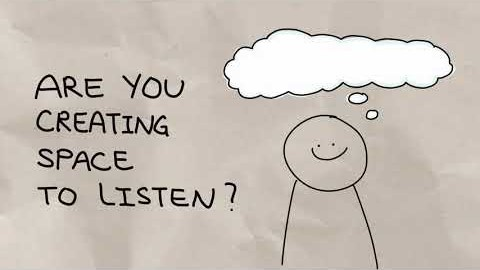 ARE YOU
CREATING
SPACE
TO LISTEN?